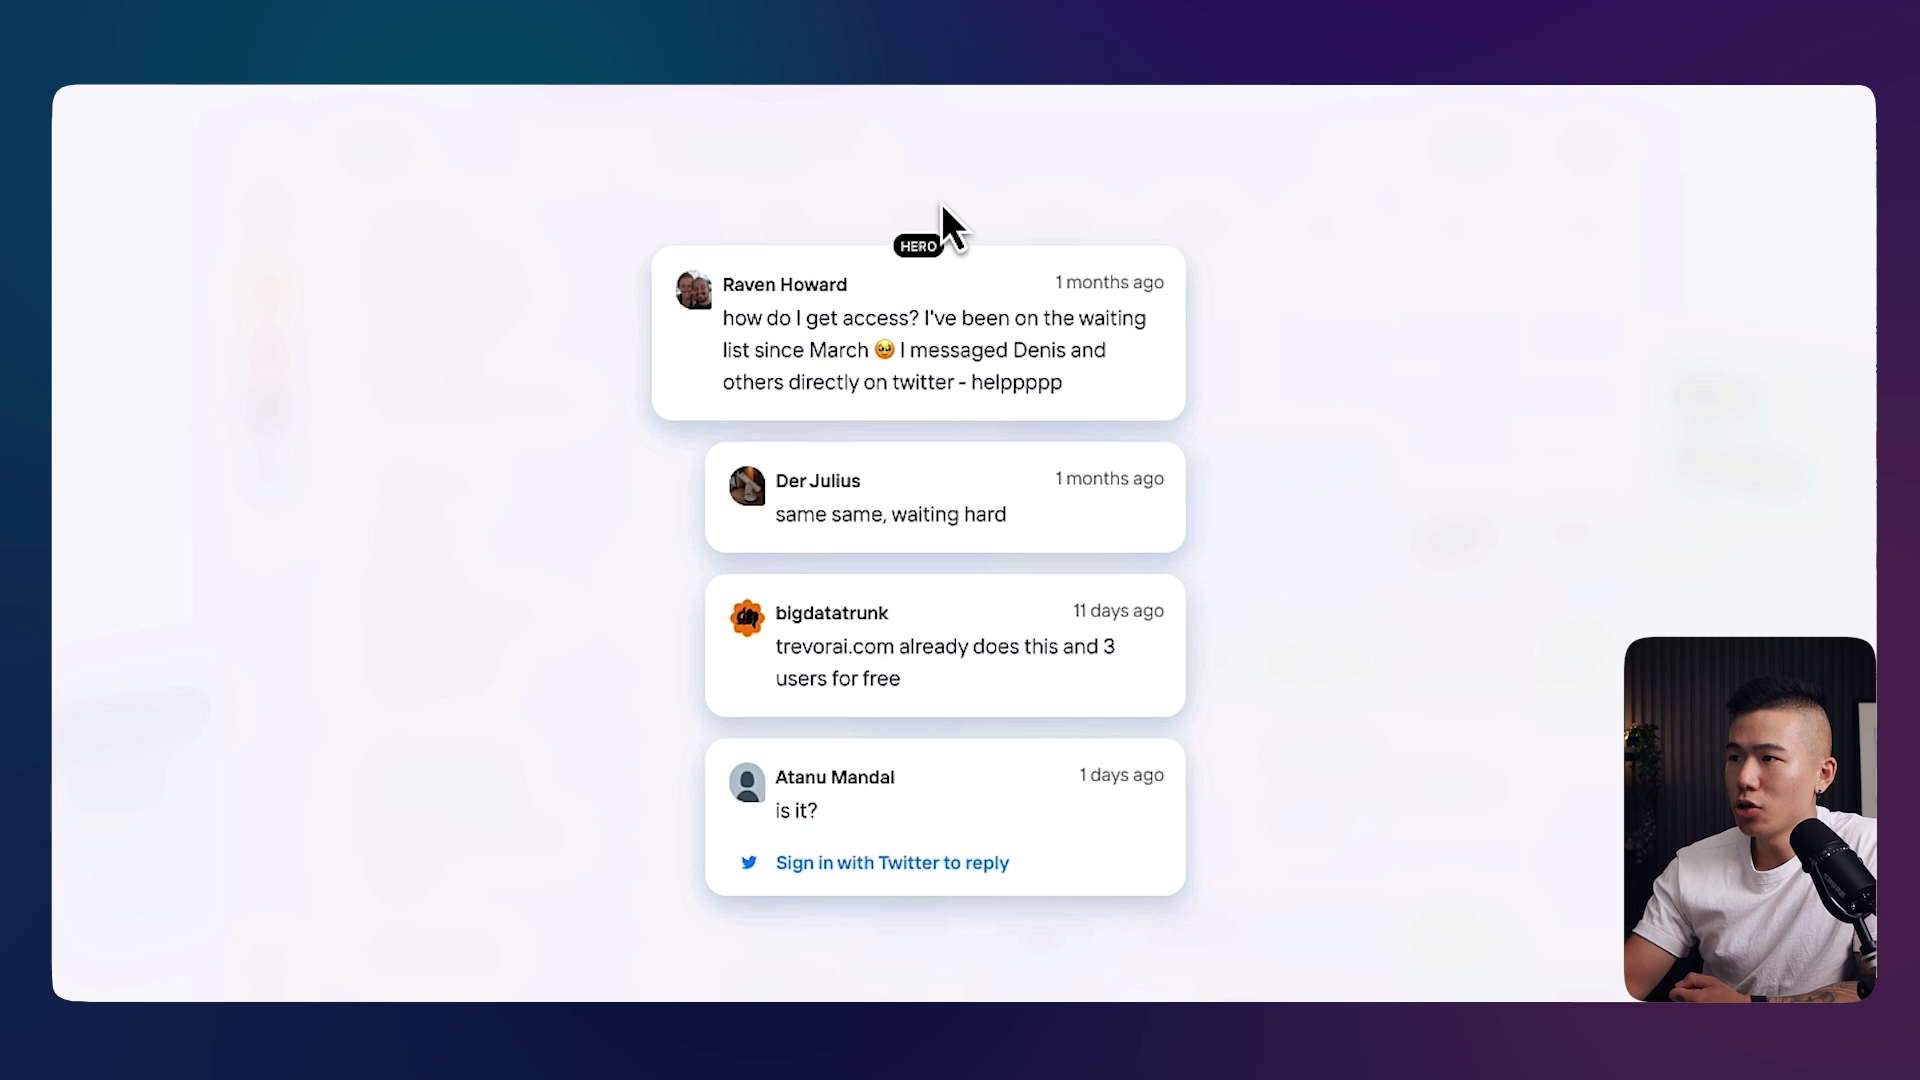 HERO
Raven Howard
1 months ago
how do I get access? I've been on the waiting
list since March 🥹 I messaged Denis and
others directly on twitter - helppppp
Der Julius
1 months ago
same same, waiting hard
bigdatatrunk
11 days ago
trevorai.com already does this and 3
users for free
Atanu Mandal
1 days ago
is it?
Sign in with Twitter to reply
SHURE